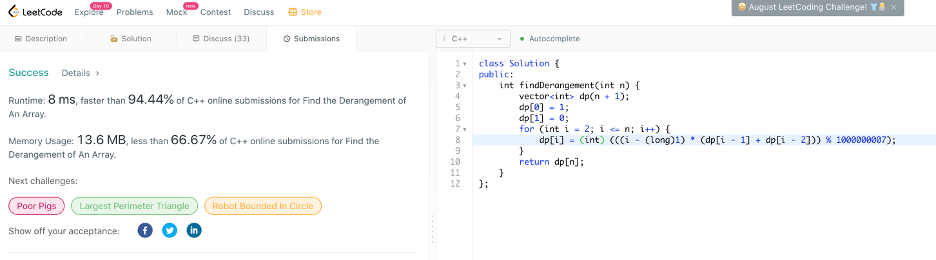 LeetCode Explore Day 10 Problems Mock new Contest Discuss Store August LeetCoding Challenge! ×
Description Solution Discuss (33) Submissions
i C++ Autocomplete
Success Details >
Runtime: 8 ms, faster than 94.44% of C++ online submissions for Find the Derangement of
An Array.
Memory Usage: 13.6 MB, less than 66.67% of C++ online submissions for Find the
Derangement of An Array.
Next challenges:
Poor Pigs Largest Perimeter Triangle Robot Bounded In Circle
Show off your acceptance: f in
1 class Solution {
2 public:
3 int findDerangement(int n) {
4 vector<int> dp(n + 1);
5 dp[0] = 1;
6 dp[1] = 0;
7 for (int i = 2; i <= n; i++) {
8 dp[i] = (int) (((i - (long)1) * (dp[i - 1] + dp[i - 2])) % 1000000007);
9 }
10 return dp[n];
11 }
12 };